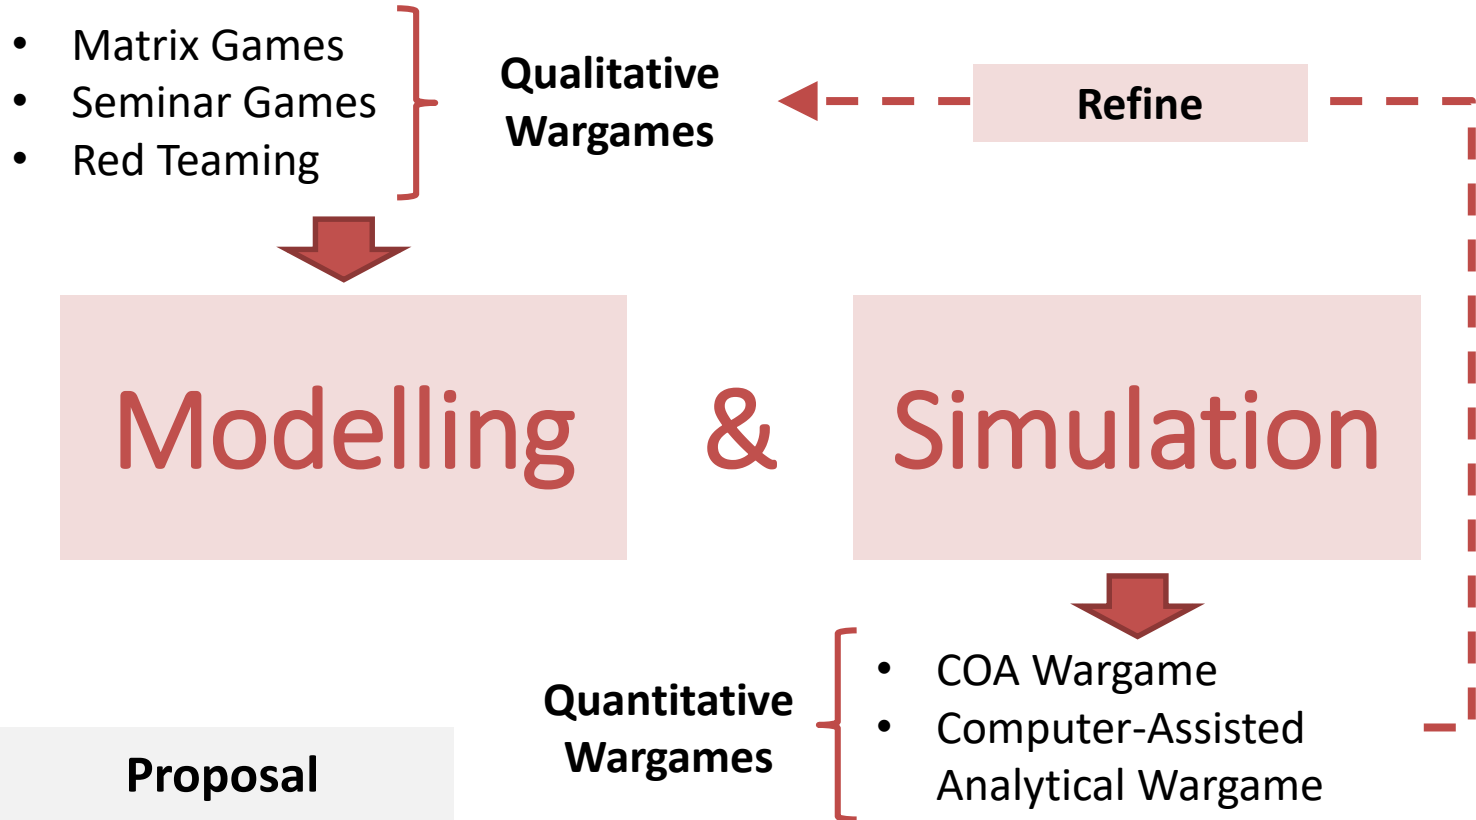 • Matrix Games
• Seminar Games
• Red Teaming
Qualitative
Wargames
Refine
Modelling & Simulation
Quantitative
Wargames
• COA Wargame
• Computer-Assisted
Analytical Wargame
Proposal